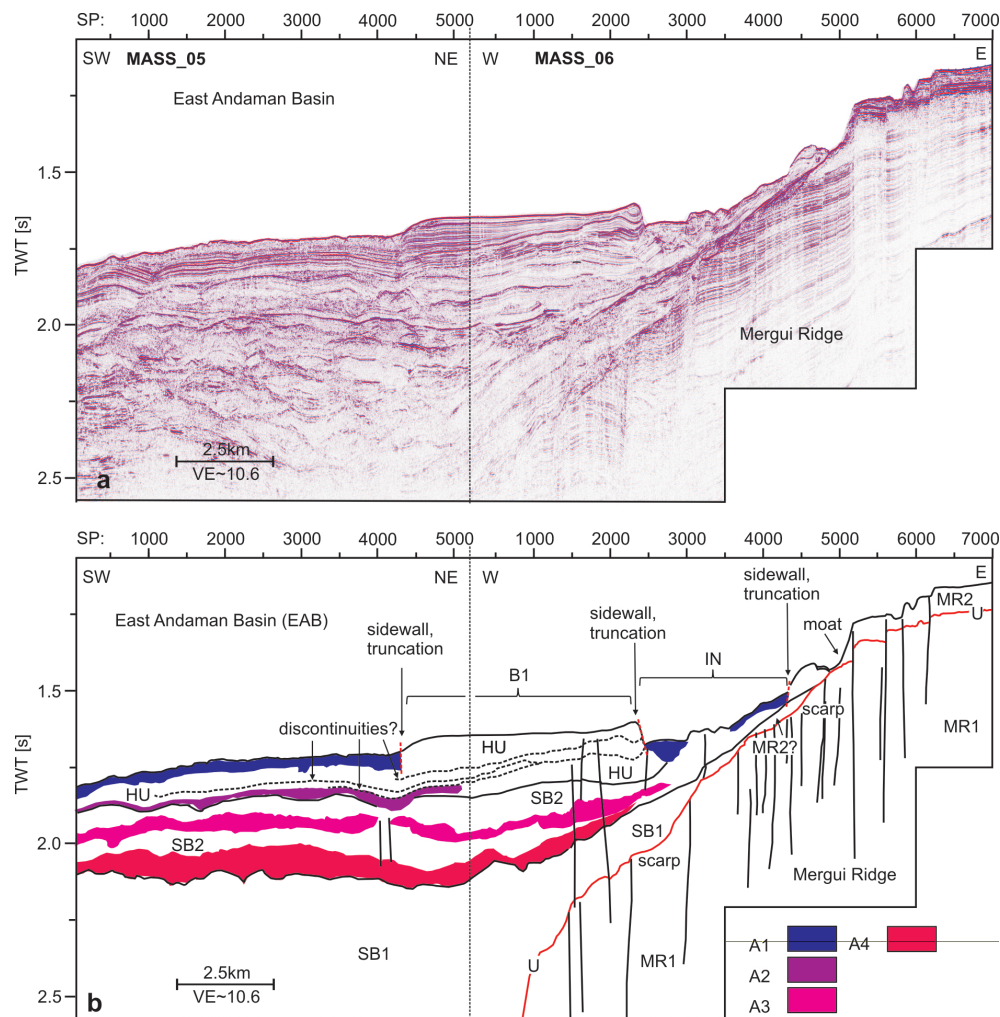 SP: 1000 2000 3000 4000 5000 1000 2000 3000 4000 5000 6000 7000
SW MASS_05 NE W MASS_06 E
East Andaman Basin
TWT [s]
1.5
2.0
2.5
Mergui Ridge
2.5km
VE~10.6
a
SP: 1000 2000 3000 4000 5000 1000 2000 3000 4000 5000 6000 7000
SW NE W E
East Andaman Basin (EAB)
sidewall,
truncation
sidewall,
truncation
sidewall,
truncation
moat
MR2
U
B1
IN
TWT [s]
1.5
2.0
2.5
discontinuities?
HU
HU
HU
SB2
SB2
SB1
SB1
scarp
MR2?
scarp
MR1
MR1
Mergui Ridge
U
2.5km
VE~10.6
b
A1 A4
A2
A3